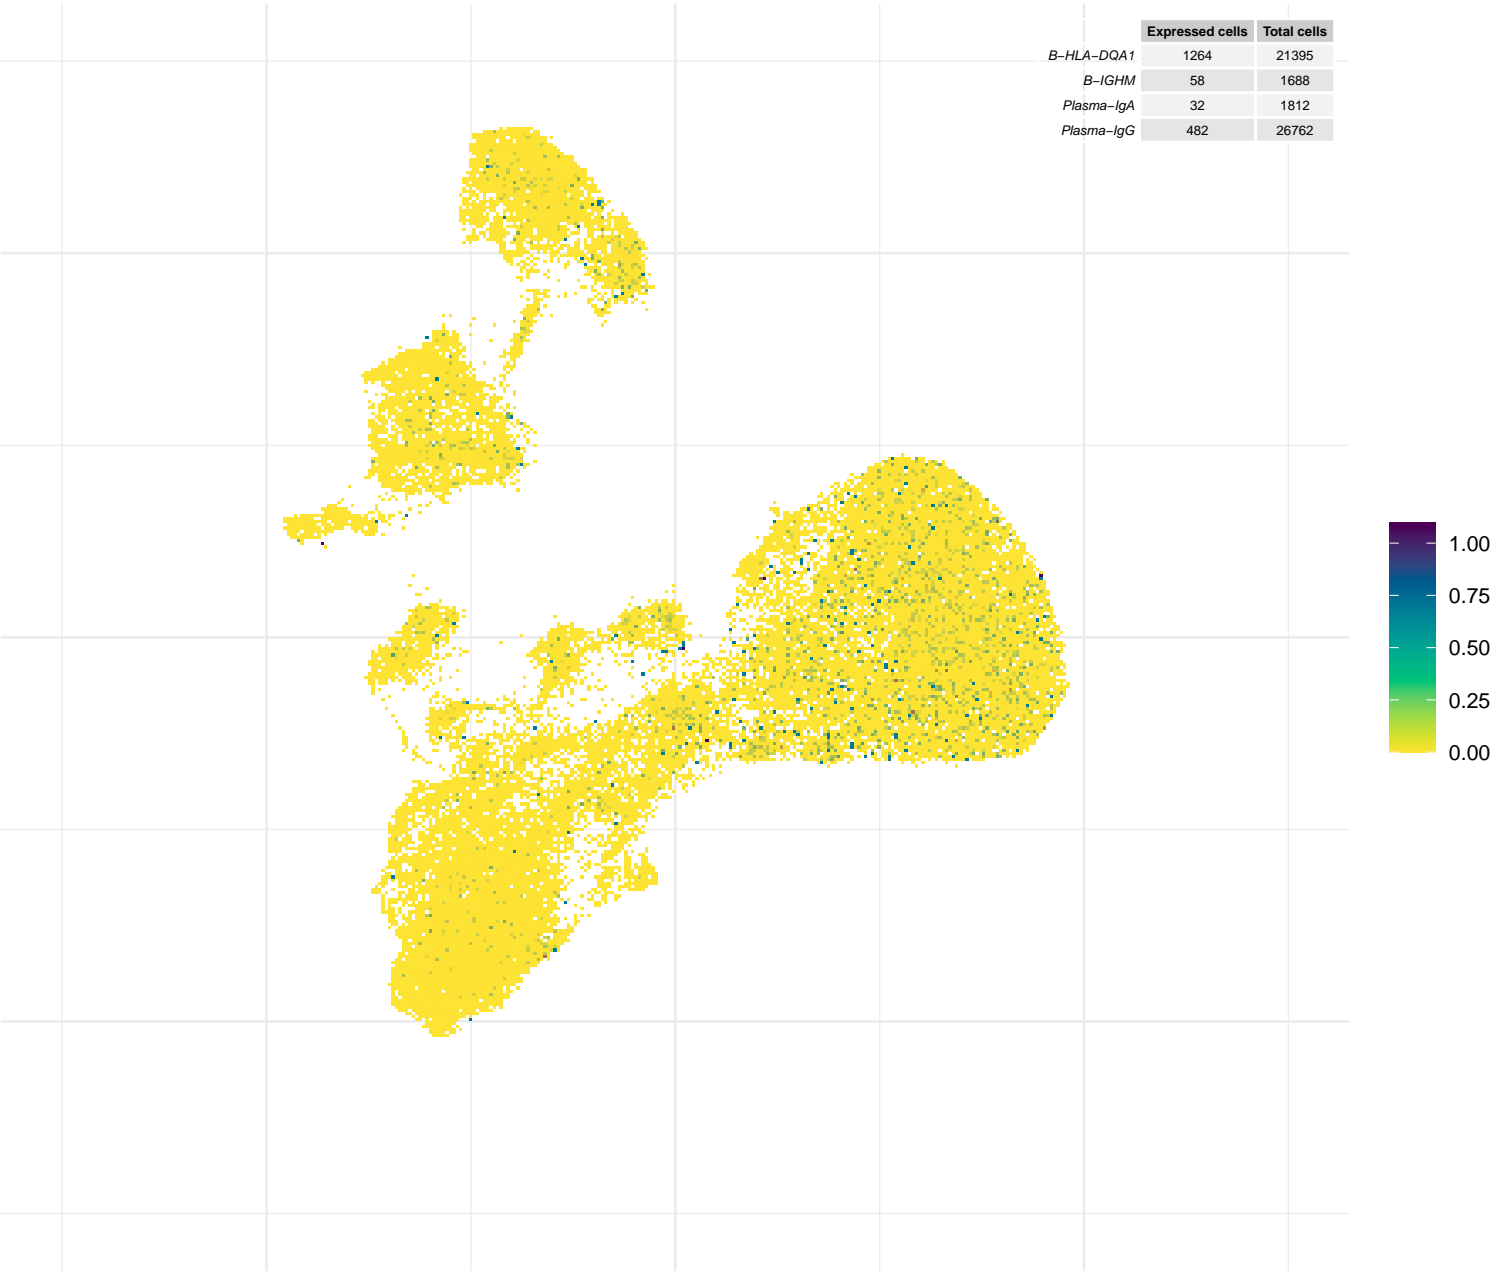 Expressed cells Total cells
B−HLA−DQA1 1264 21395
B−IGHM 58 1688
Plasma−IgA 32 1812
Plasma−IgG 482 26762
1.00
0.75
0.50
0.25
0.00